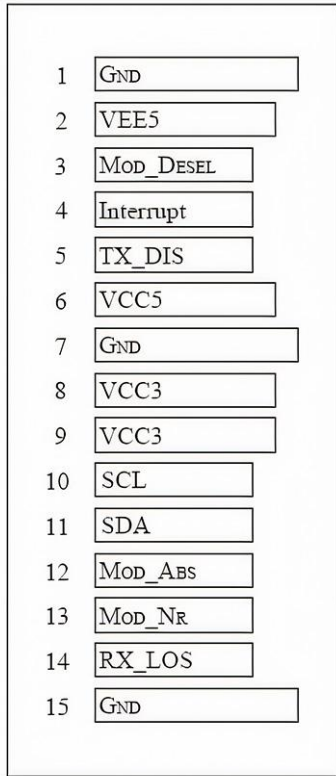 1 GND
2 VEE5
3 MOD_DESEL
4 Interrupt
5 TX_DIS
6 VCC5
7 GND
8 VCC3
9 VCC3
10 SCL
11 SDA
12 MOD_ABS
13 MOD_NR
14 RX_LOS
15 GND